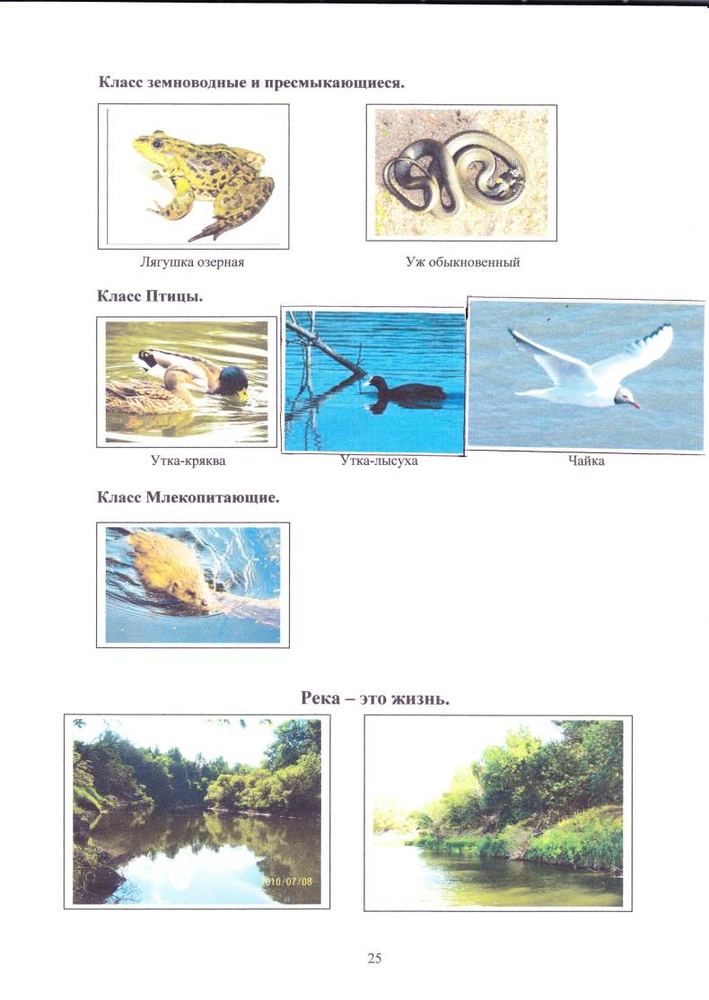 Класс земноводные и пресмыкающиеся.
Лягушка озерная
Уж обыкновенный
Класс Птицы.
Утка-кряква
Утка-лысуха
Чайка
Класс Млекопитающие.
Река – это жизнь.
2010/07/08
25